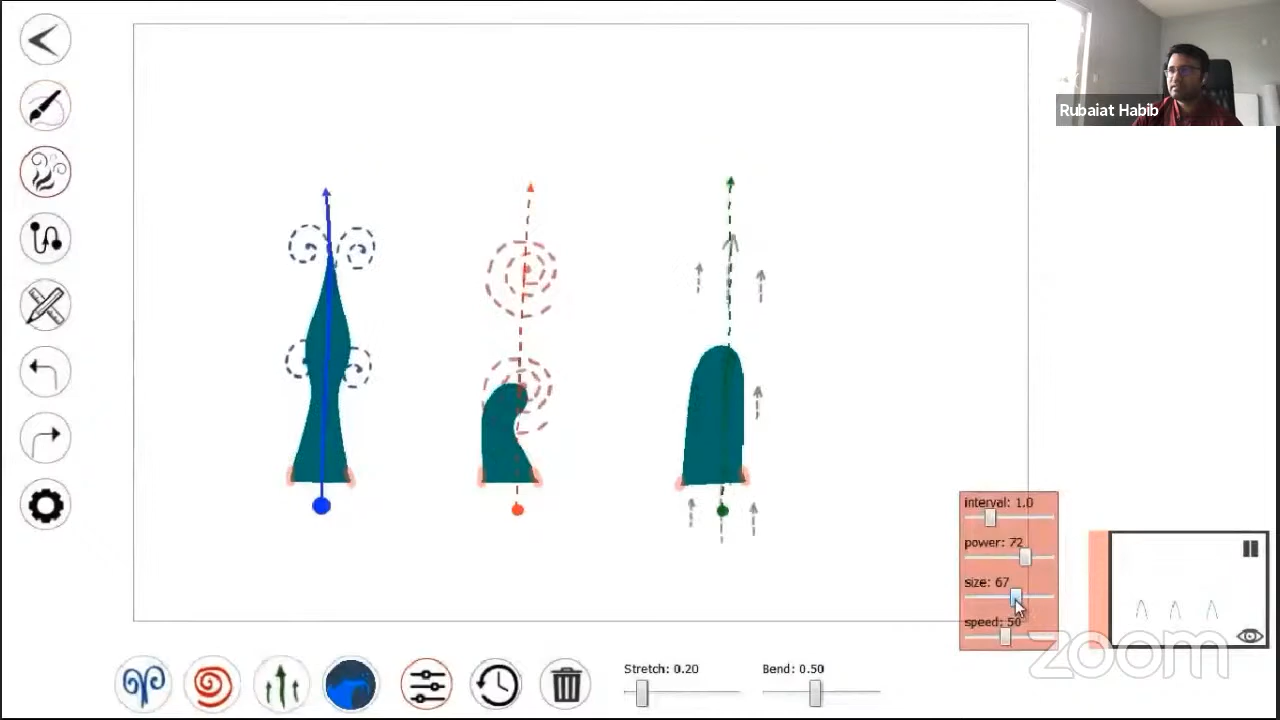 Rubaiat Habib
interval: 1.0
power: 72
size: 67
speed: 50
zoom
Stretch: 0.20
Bend: 0.50